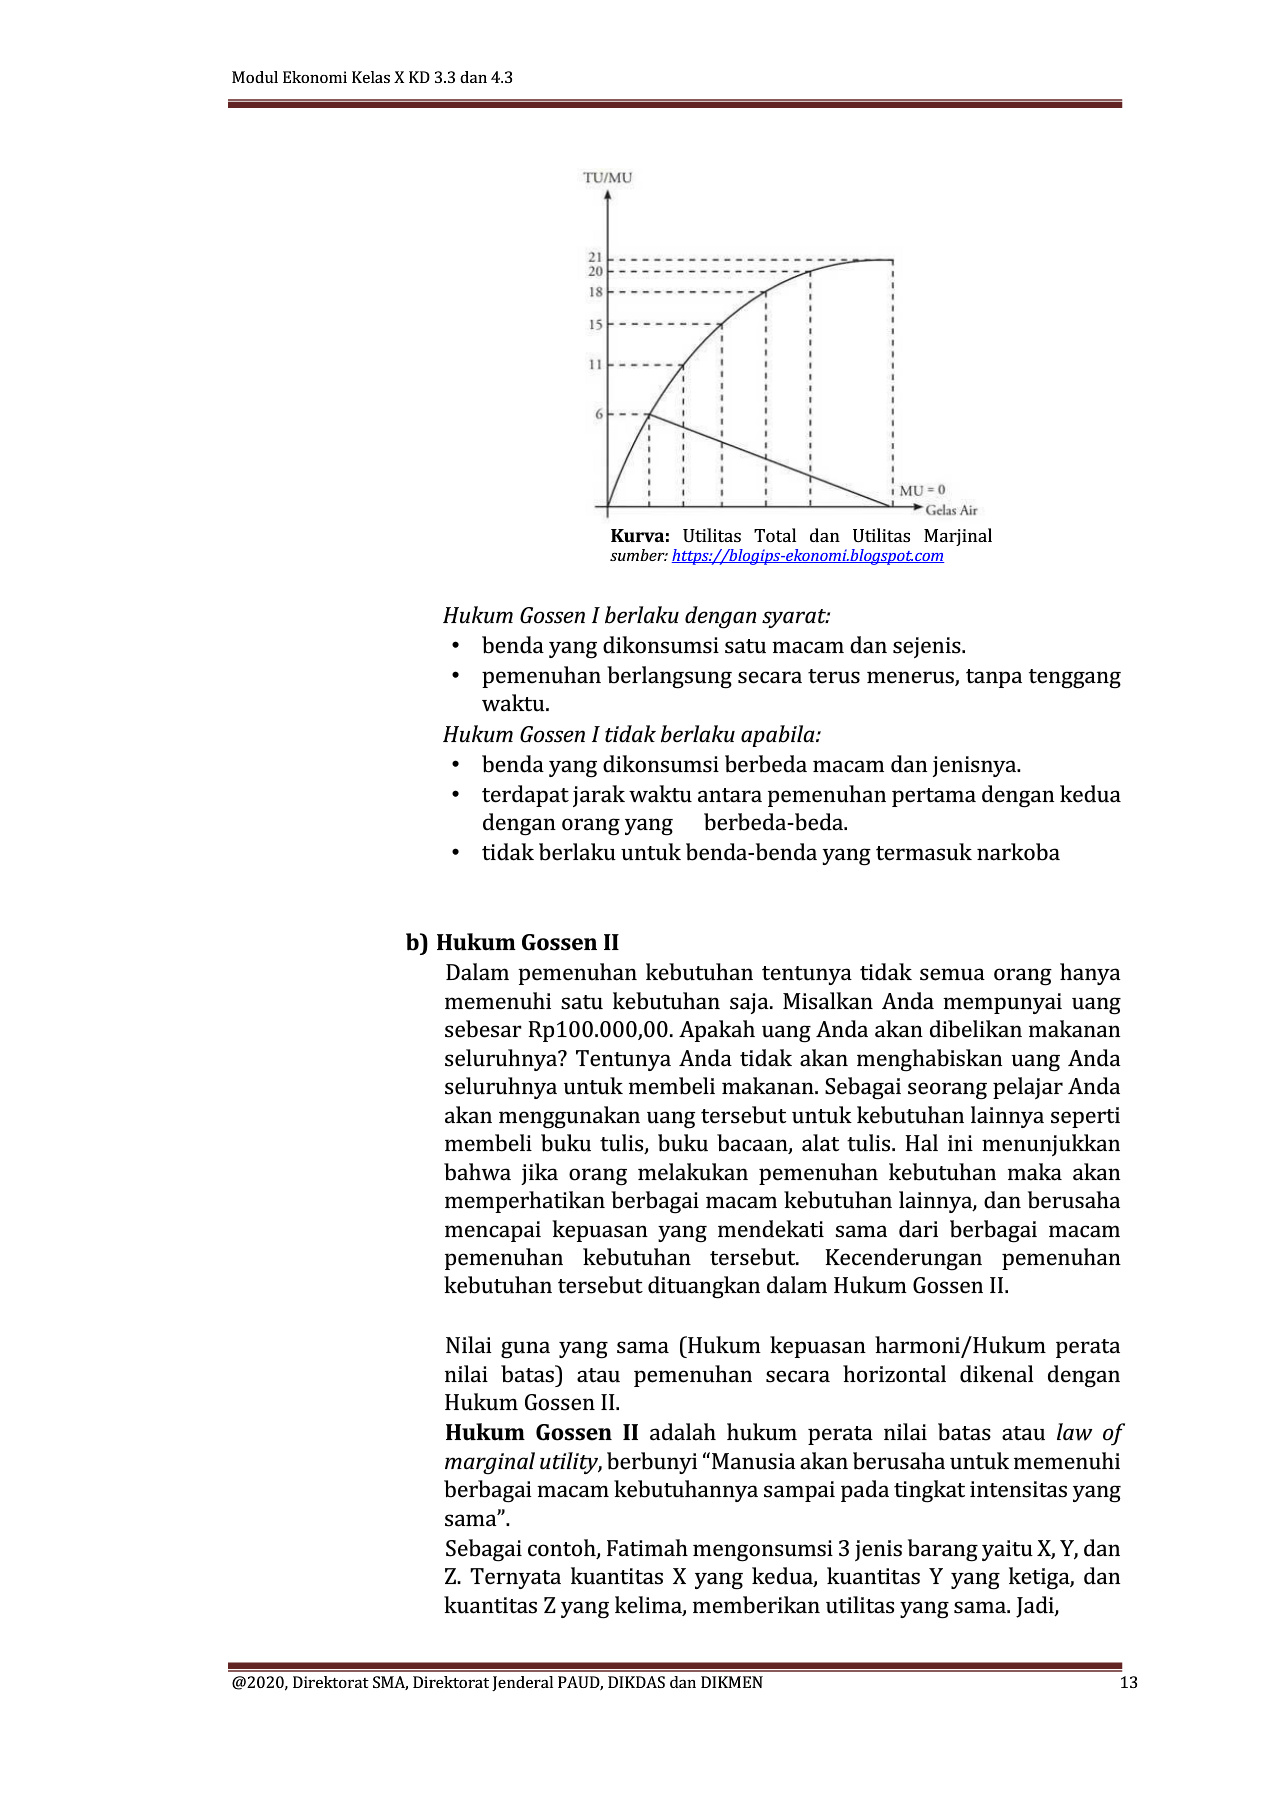 Modul Ekonomi Kelas X KD 3.3 dan 4.3
TU/MU
21
20
18
15
11
6
MU = 0
Gelas Air
Kurva: Utilitas Total dan Utilitas Marjinal
sumber: https://blogips-ekonomi.blogspot.com
Hukum Gossen I berlaku dengan syarat:
• benda yang dikonsumsi satu macam dan sejenis.
• pemenuhan berlangsung secara terus menerus, tanpa tenggang
waktu.
Hukum Gossen I tidak berlaku apabila:
• benda yang dikonsumsi berbeda macam dan jenisnya.
• terdapat jarak waktu antara pemenuhan pertama dengan kedua
dengan orang yang berbeda-beda.
• tidak berlaku untuk benda-benda yang termasuk narkoba
b) Hukum Gossen II
Dalam pemenuhan kebutuhan tentunya tidak semua orang hanya
memenuhi satu kebutuhan saja. Misalkan Anda mempunyai uang
sebesar Rp100.000,00. Apakah uang Anda akan dibelikan makanan
seluruhnya? Tentunya Anda tidak akan menghabiskan uang Anda
seluruhnya untuk membeli makanan. Sebagai seorang pelajar Anda
akan menggunakan uang tersebut untuk kebutuhan lainnya seperti
membeli buku tulis, buku bacaan, alat tulis. Hal ini menunjukkan
bahwa jika orang melakukan pemenuhan kebutuhan maka akan
memperhatikan berbagai macam kebutuhan lainnya, dan berusaha
mencapai kepuasan yang mendekati sama dari berbagai macam
pemenuhan kebutuhan tersebut. Kecenderungan pemenuhan
kebutuhan tersebut dituangkan dalam Hukum Gossen II.
Nilai guna yang sama (Hukum kepuasan harmoni/Hukum perata
nilai batas) atau pemenuhan secara horizontal dikenal dengan
Hukum Gossen II.
Hukum Gossen II adalah hukum perata nilai batas atau law of
marginal utility, berbunyi “Manusia akan berusaha untuk memenuhi
berbagai macam kebutuhannya sampai pada tingkat intensitas yang
sama”.
Sebagai contoh, Fatimah mengonsumsi 3 jenis barang yaitu X, Y, dan
Z. Ternyata kuantitas X yang kedua, kuantitas Y yang ketiga, dan
kuantitas Z yang kelima, memberikan utilitas yang sama. Jadi,
@2020, Direktorat SMA, Direktorat Jenderal PAUD, DIKDAS dan DIKMEN
13